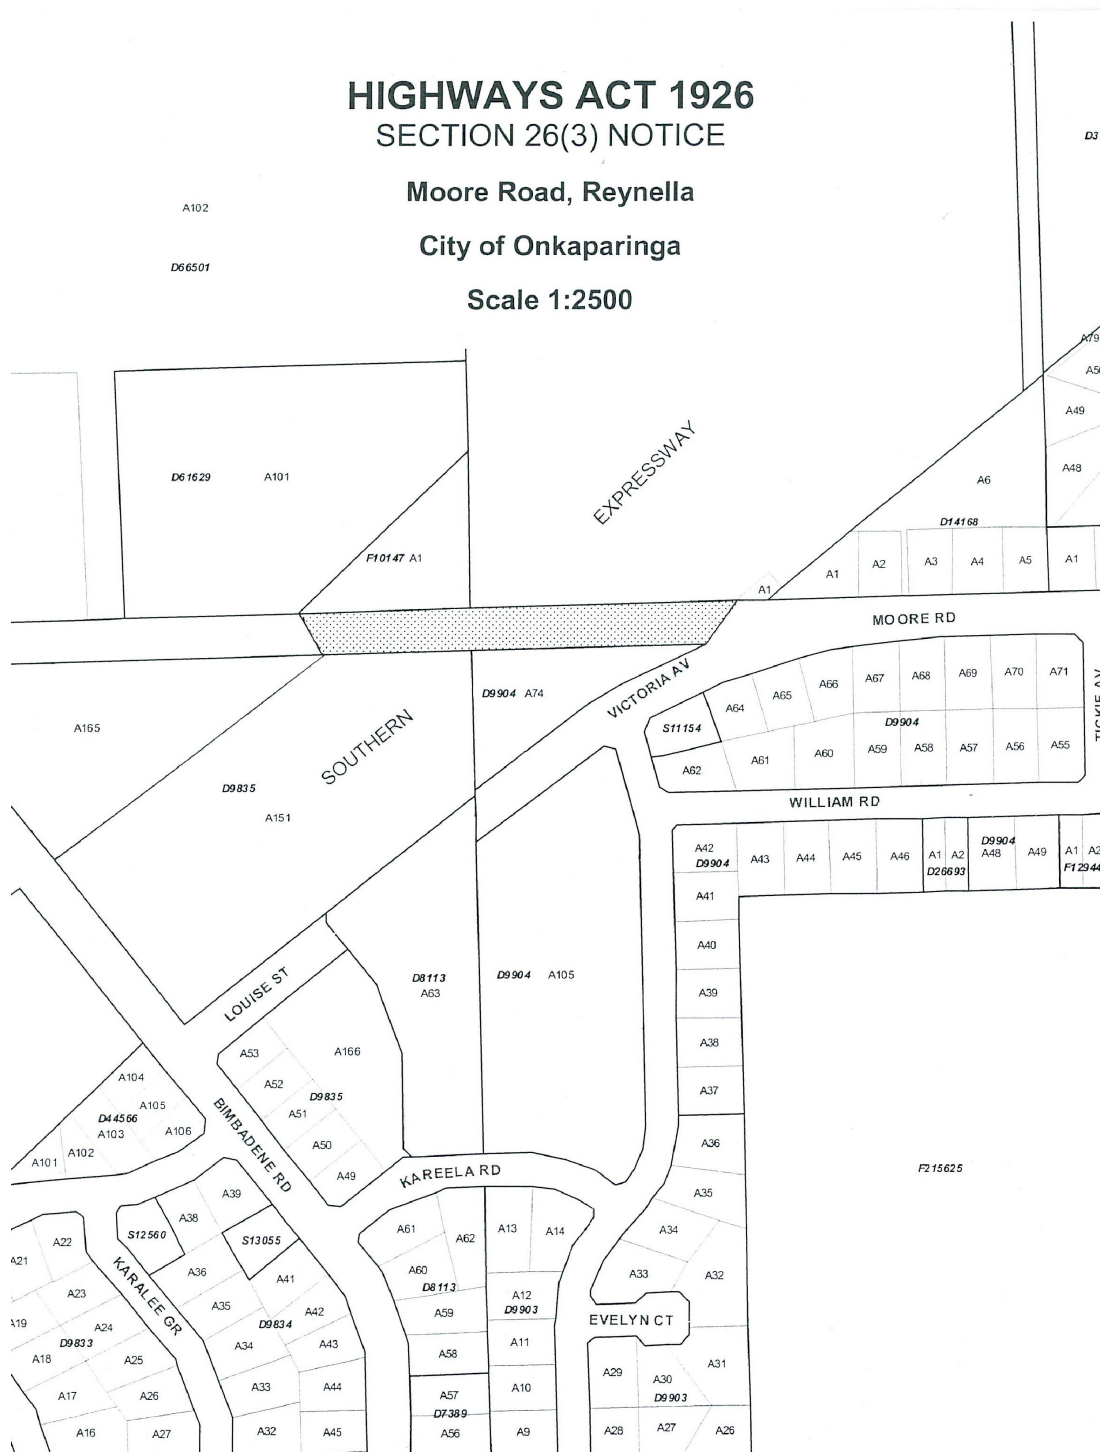 HIGHWAYS ACT 1926
SECTION 26(3) NOTICE
Moore Road, Reynella
City of Onkaparinga
Scale 1:2500
D3
A102
D66501
A79
A50
A49
A48
D61629 A101
EXPRESSWAY
A6
D14168
F10147 A1
A1
A1
A2
A3
A4
A5
A1
MOORE RD
D9904 A74
VICTORIA AV
A165
SOUTHERN
S11154
A64
A65
A66
A67
A68
A69
A70
A71
D9904
A62
A61
A60
A59
A58
A57
A56
A55
TICKIE AV
D9835
A151
WILLIAM RD
A42
D9904
A43
A44
A45
A46
A1 A2
D26693
D9904
A48
A49
A1 A2
F12944
A41
A40
A39
A38
A37
A36
A35
A34
A33
A32
D8113
A63
D9904 A105
LOUISE ST
A53
A52
A51
A50
A49
A166
D9835
A104
A105
D44566
A103
A106
A102
A101
BIMBADENE RD
KAREELA RD
F215625
A39
A38
S12560
S13055
A36
A35
A34
A33
A32
A41
A42
D9834
A43
A44
A45
A22
A21
A23
A19
A24
D9833
A18
A25
A17
A26
A16
A27
KARALEE GR
A61
A62
A60
D8113
A59
A58
A57
D7389
A56
A13
A14
A12
D9903
A11
A10
A9
EVELYN CT
A29
A30
A31
D9903
A28
A27
A26